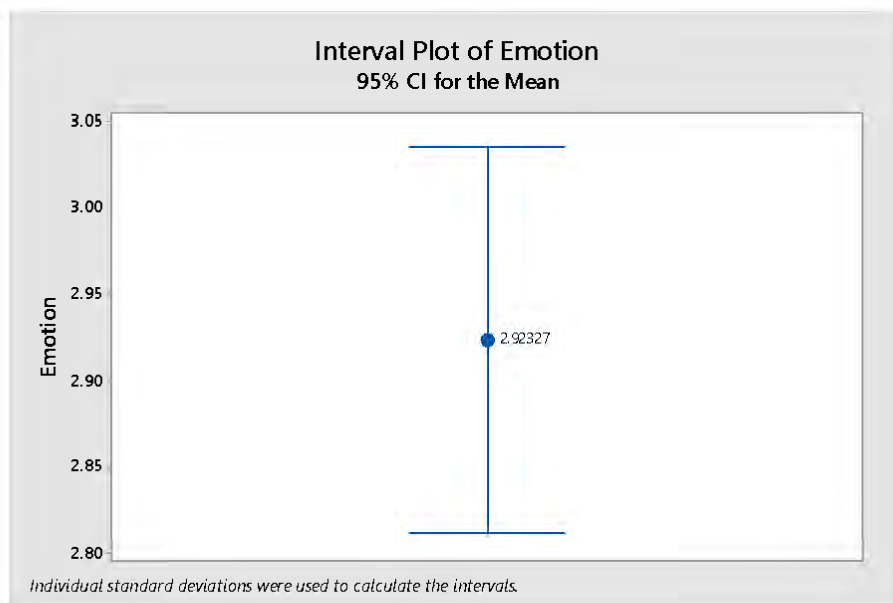 Interval Plot of Emotion
95% CI for the Mean
3.05
3.00
2.95
2.90
2.85
2.80
Emotion
2.92327
Individual standard deviations were used to calculate the intervals.